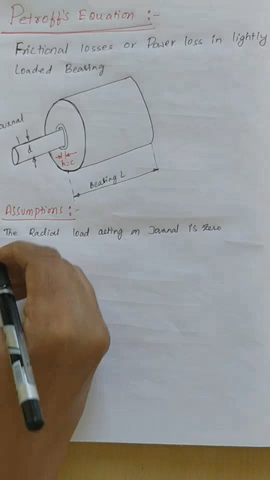 Petroff's Equation :-
Frictional losses or Power loss in lightly
Loaded Bearing
Journal
d
h=c
Bearing L
Assumptions :-
The Radial load acting on Journal is zero